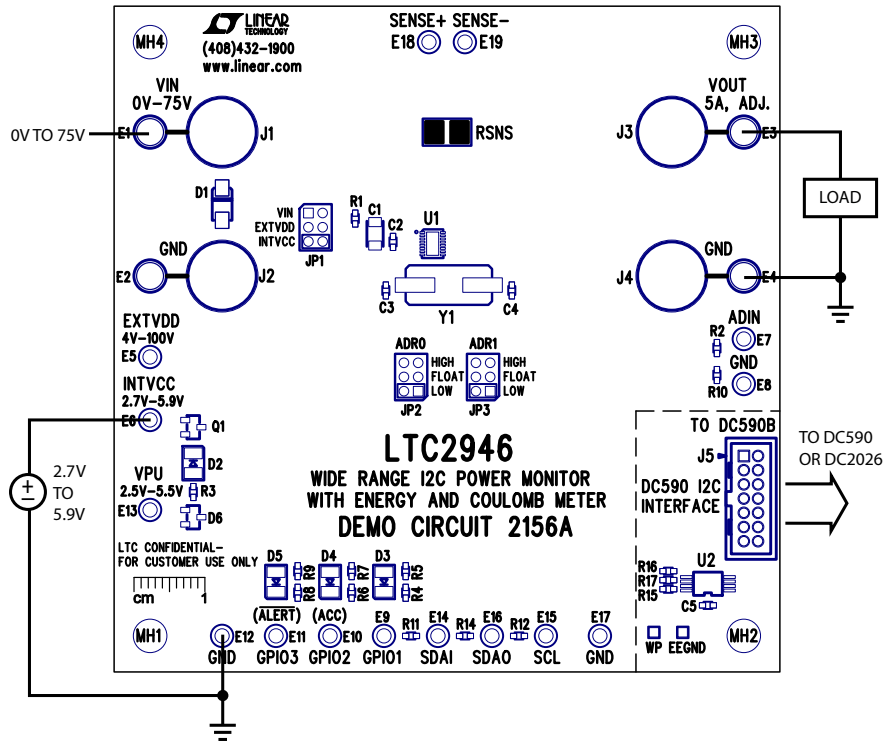 MH4
LINEAR
TECHNOLOGY
(408)432-1900
www.linear.com
SENSE+ SENSE-
E18 E19
MH3
VIN
0V-75V
0V TO 75V
E1
J1
RSNS
VOUT
5A, ADJ.
J3
E3
LOAD
D1
VIN
EXTVDD
INTVCC
JP1
R1
C1
C2
U1
GND
E2
J2
GND
J4
E4
C3
Y1
C4
EXTVDD
4V-100V
E5
ADIN
R2
E7
GND
R10
E8
ADR0
HIGH
FLOAT
LOW
JP2
ADR1
HIGH
FLOAT
LOW
JP3
INTVCC
2.7V-5.9V
E6
Q1
D2
2.7V
TO
5.9V
VPU
2.5V-5.5V
R3
E13
D6
LTC2946
WIDE RANGE I2C POWER MONITOR
WITH ENERGY AND COULOMB METER
DEMO CIRCUIT 2156A
TO DC590B
J5
DC590 I2C
INTERFACE
TO DC590
OR DC2026
LTC CONFIDENTIAL-
FOR CUSTOMER USE ONLY
cm 1
D5
R9
R8
D4
R7
R6
D3
R5
R4
U2
R16
R17
R15
C5
MH1
E12
GND
(ALERT)
E11
GPIO3
(ACC)
E10
GPIO2
E9
GPIO1
R11
E14
SDAI
R14
E16
SDAO
R12
E15
SCL
E17
GND
WP EEGND
MH2